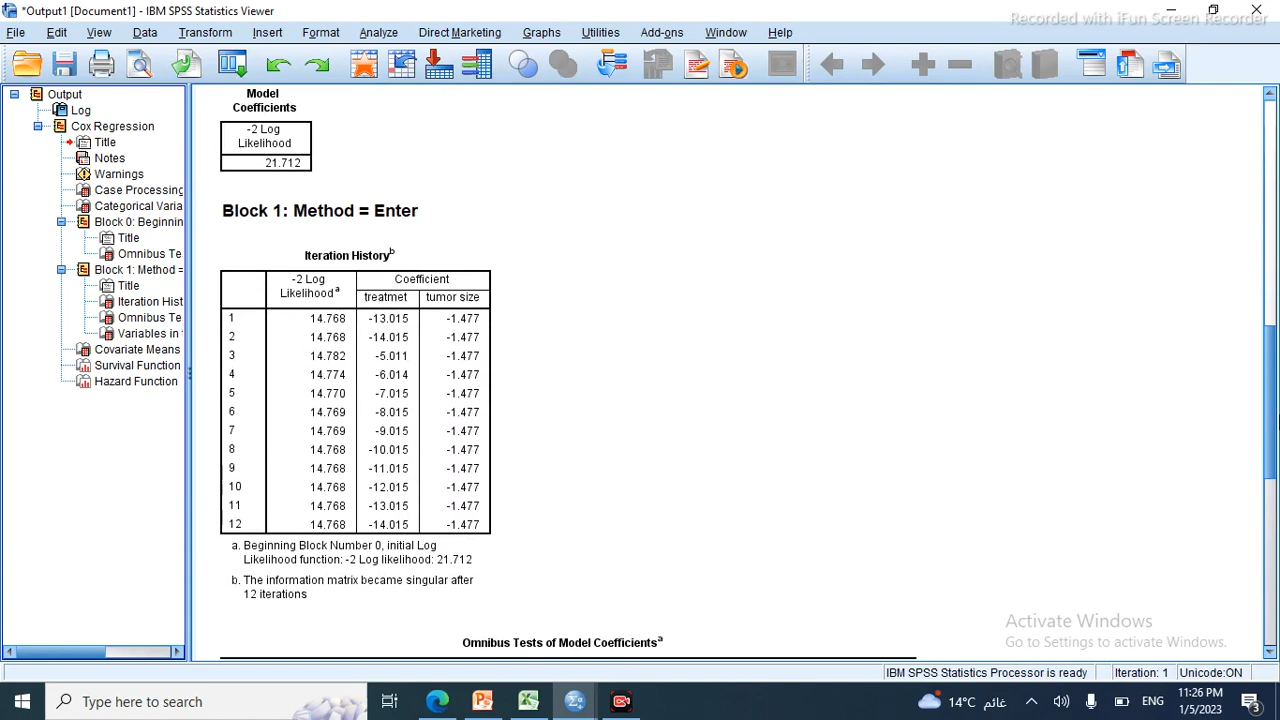 *Output1 [Document1] - IBM SPSS Statistics Viewer
Recorded with iFun Screen Recorder
File Edit View Data Transform Insert Format Analyze Direct Marketing Graphs Utilities Add-ons Window Help
Output
Log
Cox Regression
Title
Notes
Warnings
Case Processing
Categorical Varia
Block 0: Beginnin
Title
Omnibus Te
Block 1: Method =
Title
Iteration Hist
Omnibus Te
Variables in
Covariate Means
Survival Function
Hazard Function
Model
Coefficients
-2 Log
Likelihood
21.712
Block 1: Method = Enter
Iteration History b
-2 Log Likelihood a Coefficient
treatmet tumor size
1 14.768 -13.015 -1.477
2 14.768 -14.015 -1.477
3 14.782 -5.011 -1.477
4 14.774 -6.014 -1.477
5 14.770 -7.015 -1.477
6 14.769 -8.015 -1.477
7 14.769 -9.015 -1.477
8 14.768 -10.015 -1.477
9 14.768 -11.015 -1.477
10 14.768 -12.015 -1.477
11 14.768 -13.015 -1.477
12 14.768 -14.015 -1.477
a. Beginning Block Number 0, initial Log
Likelihood function: -2 Log likelihood: 21.712
b. The information matrix became singular after
12 iterations
Omnibus Tests of Model Coefficients a
Activate Windows
Go to Settings to activate Windows.
IBM SPSS Statistics Processor is ready Iteration: 1 Unicode:ON
Type here to search
14°C غائم
ENG
11:26 PM
1/5/2023
3